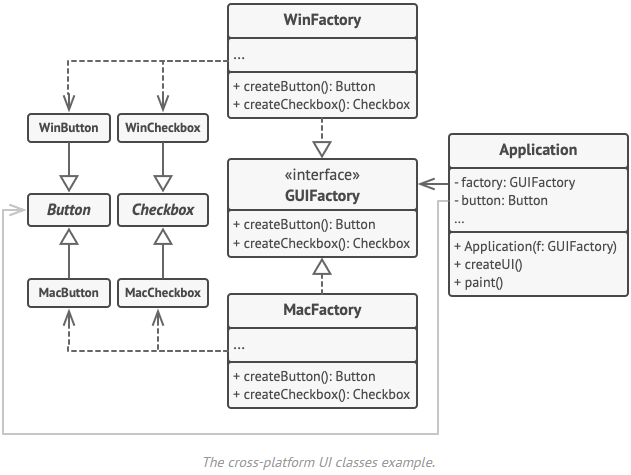 WinFactory
...
+ createButton(): Button
+ createCheckbox(): Checkbox
WinButton
WinCheckbox
Button
Checkbox
MacButton
MacCheckbox
«interface»
GUIFactory
+ createButton(): Button
+ createCheckbox(): Checkbox
Application
- factory: GUIFactory
- button: Button
...
+ Application(f: GUIFactory)
+ createUI()
+ paint()
MacFactory
...
+ createButton(): Button
+ createCheckbox(): Checkbox
The cross-platform UI classes example.